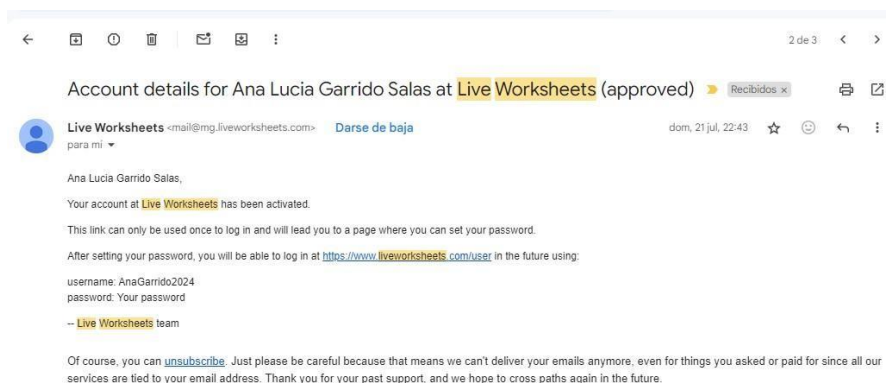 2 de 3
Account details for Ana Lucia Garrido Salas at Live Worksheets (approved) Recibidos x
Live Worksheets <mail@mg.liveworksheets.com> Darse de baja dom, 21 jul, 22:43
para mi
Ana Lucia Garrido Salas,
Your account at Live Worksheets has been activated.
This link can only be used once to log in and will lead you to a page where you can set your password.
After setting your password, you will be able to log in at https://www.liveworksheets.com/user in the future using:
username: AnaGarrido2024
password: Your password
-- Live Worksheets team
Of course, you can unsubscribe. Just please be careful because that means we can't deliver your emails anymore, even for things you asked or paid for since all our
services are tied to your email address. Thank you for your past support, and we hope to cross paths again in the future.